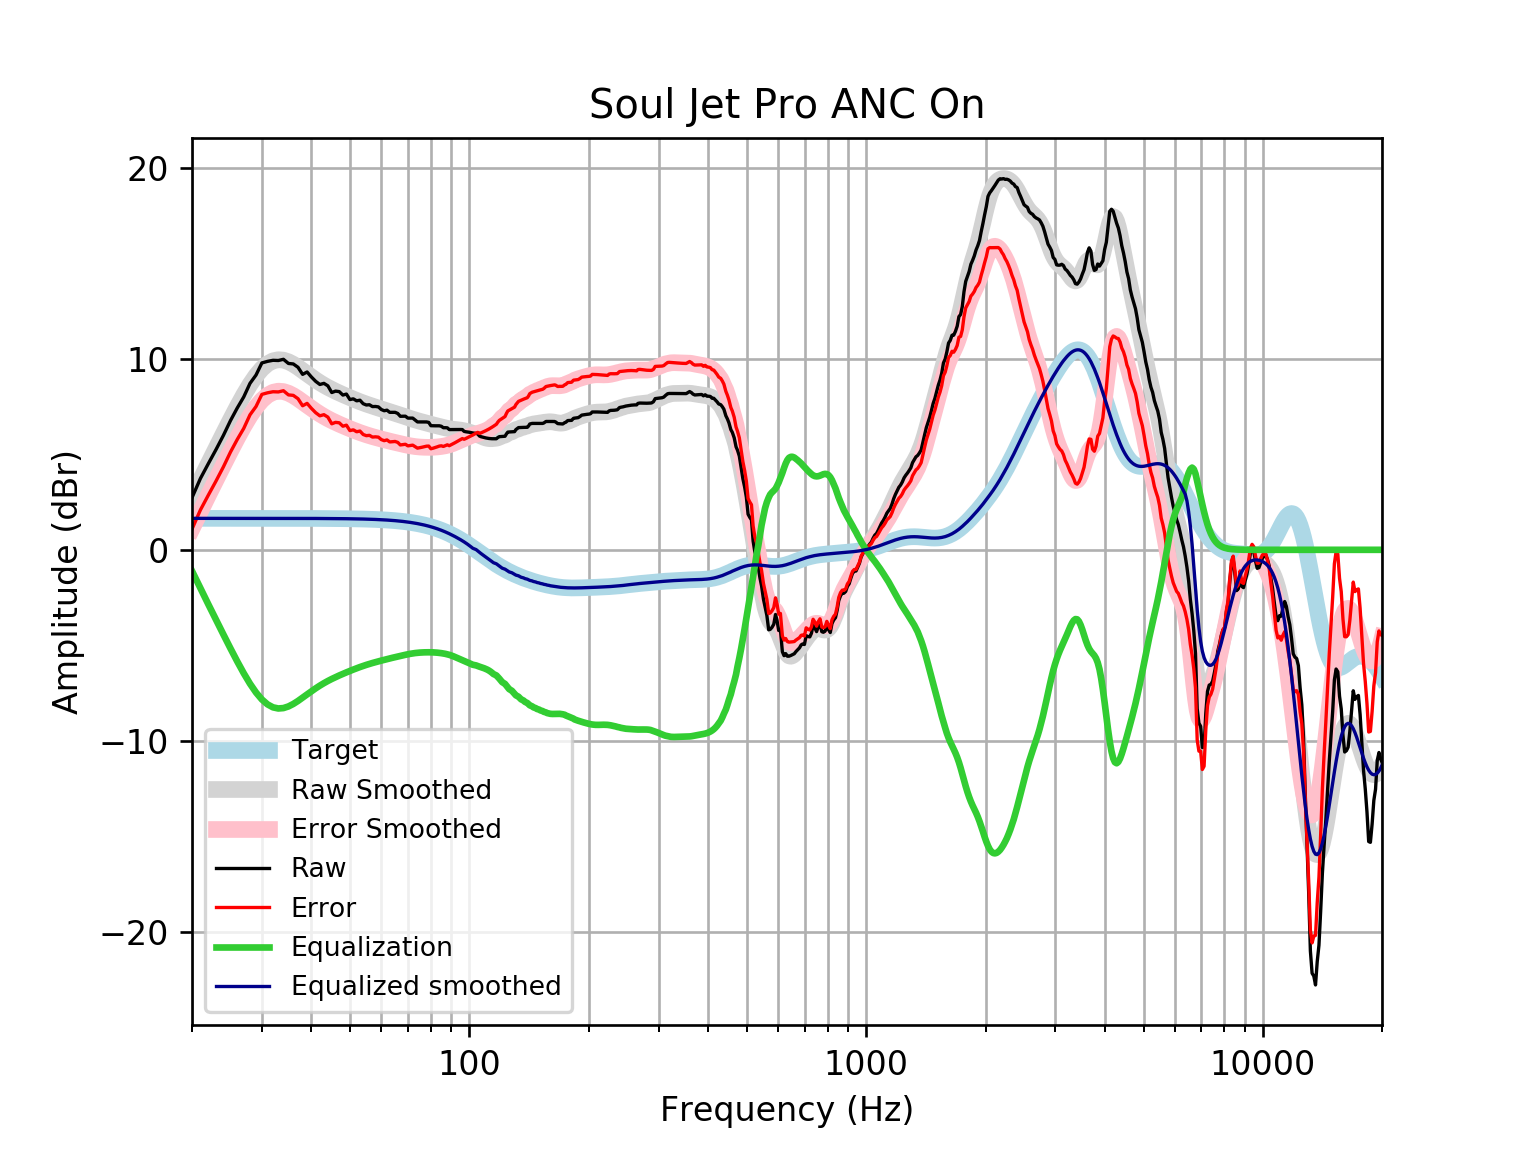 Soul Jet Pro ANC On
20
10
0
−10
−20
Amplitude (dBr)
Target
Raw Smoothed
Error Smoothed
Raw
Error
Equalization
Equalized smoothed
100
1000
10000
Frequency (Hz)